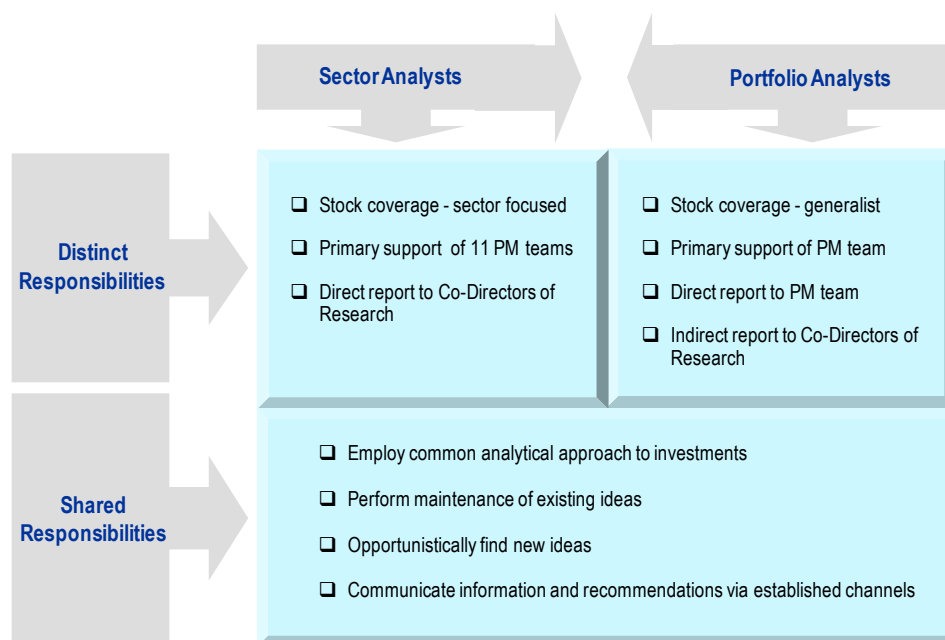 Sector Analysts
Portfolio Analysts
Distinct
Responsibilities
❑ Stock coverage - sector focused
❑ Primary support of 11 PM teams
❑ Direct report to Co-Directors of
Research
❑ Stock coverage - generalist
❑ Primary support of PM team
❑ Direct report to PM team
❑ Indirect report to Co-Directors of
Research
Shared
Responsibilities
❑ Employ common analytical approach to investments
❑ Perform maintenance of existing ideas
❑ Opportunistically find new ideas
❑ Communicate information and recommendations via established channels